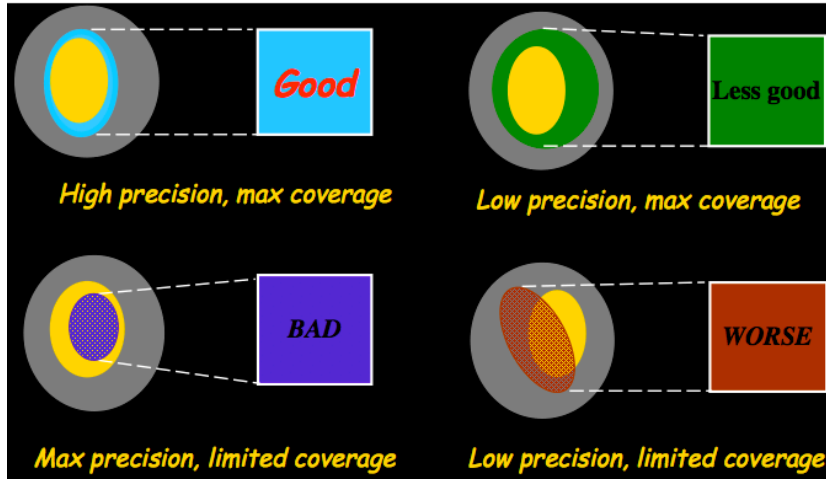 Good
Less good
High precision, max coverage
Low precision, max coverage
BAD
WORSE
Max precision, limited coverage
Low precision, limited coverage